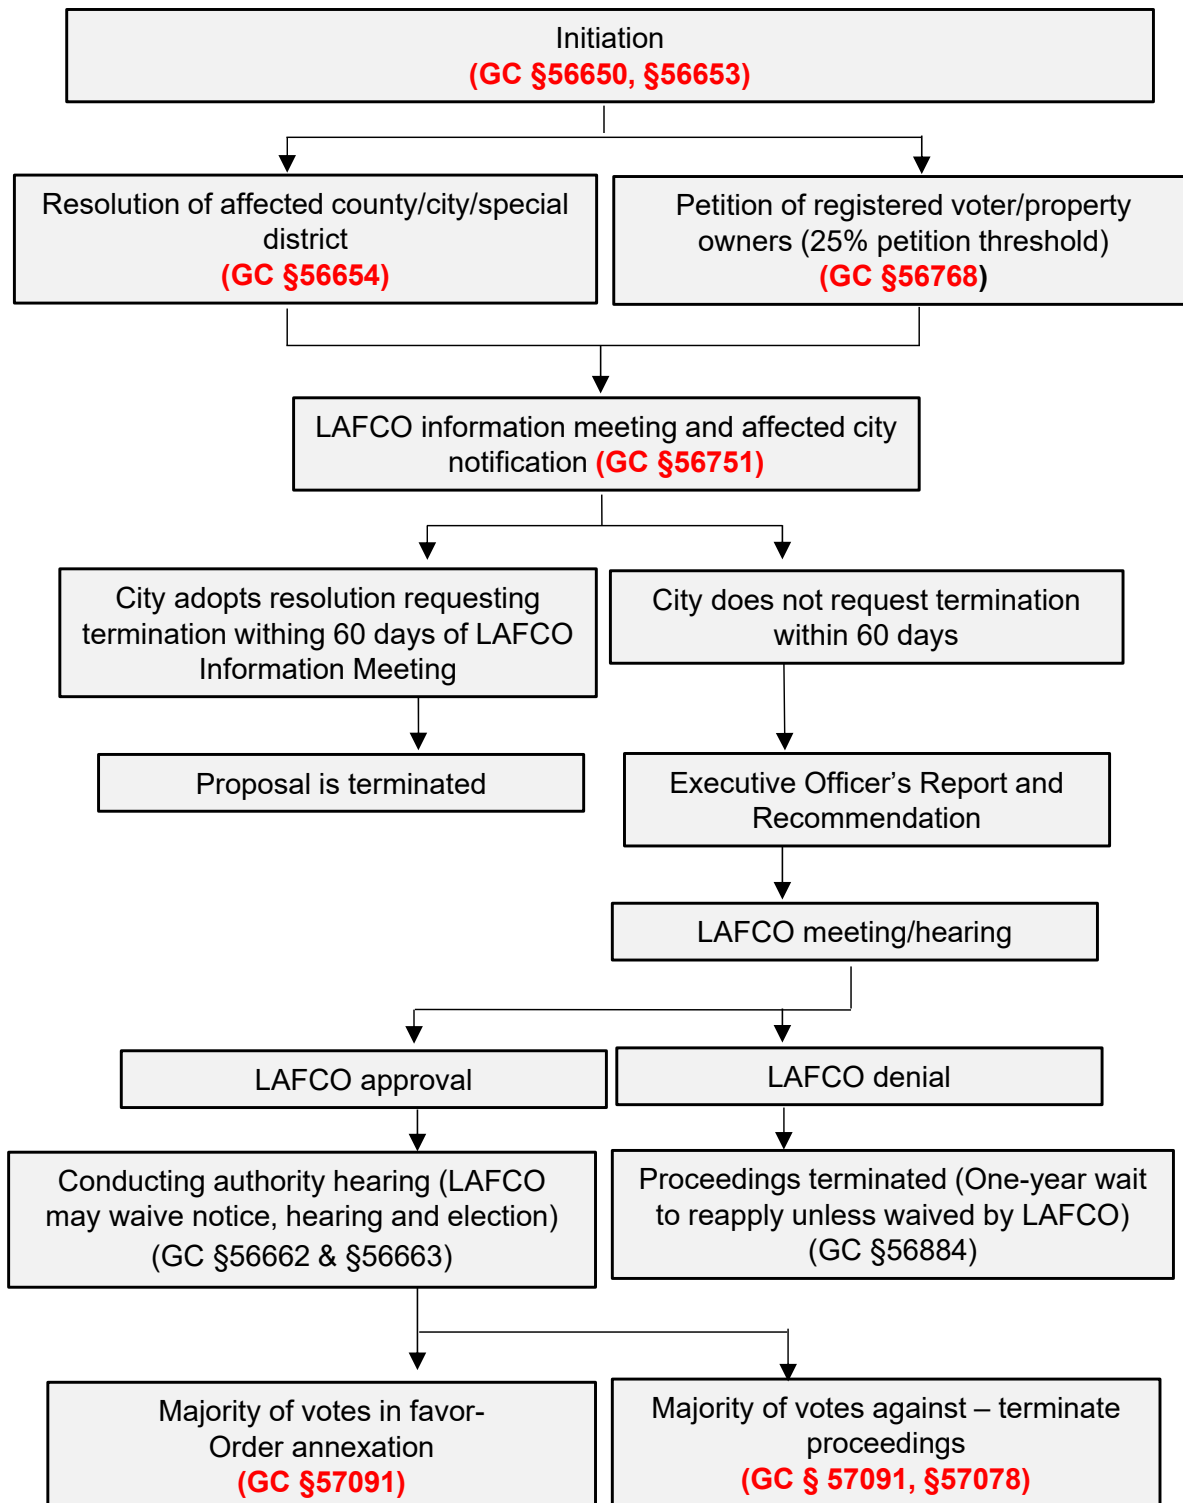 Initiation
(GC §56650, §56653)
Resolution of affected county/city/special
district
(GC §56654)
Petition of registered voter/property
owners (25% petition threshold)
(GC §56768)
LAFCO information meeting and affected city
notification (GC §56751)
City adopts resolution requesting
termination withing 60 days of LAFCO
Information Meeting
City does not request termination
within 60 days
Proposal is terminated
Executive Officer’s Report and
Recommendation
LAFCO meeting/hearing
LAFCO approval
LAFCO denial
Conducting authority hearing (LAFCO
may waive notice, hearing and election)
(GC §56662 & §56663)
Proceedings terminated (One-year wait
to reapply unless waived by LAFCO)
(GC §56884)
Majority of votes in favor-
Order annexation
(GC §57091)
Majority of votes against – terminate
proceedings
(GC § 57091, §57078)